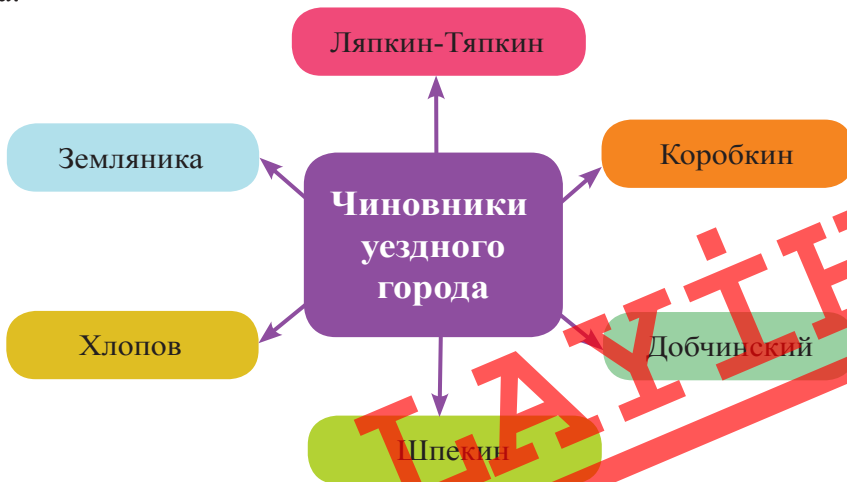 Ляпкин-Тяпкин
Земляника
Коробкин
Чиновники
уездного
города
Хлопов
Добчинский
Шпекин